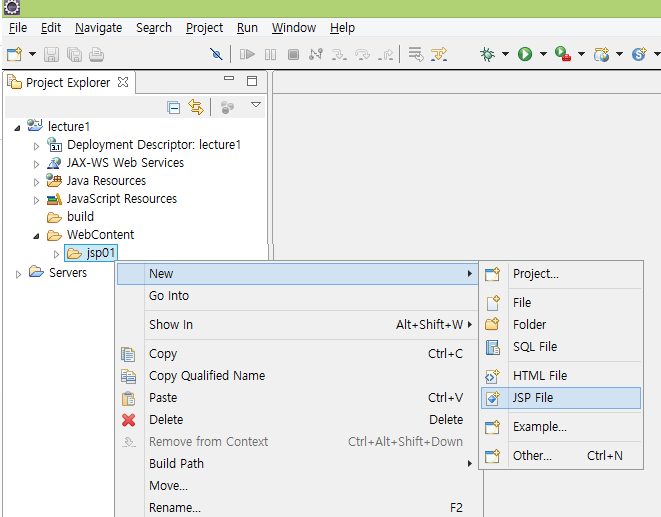 File Edit Navigate Search Project Run Window Help
Project Explorer
lecture1
3.1 Deployment Descriptor: lecture1
JAX-WS Web Services
Java Resources
JavaScript Resources
build
WebContent
jsp01
Servers
New
Go Into
Show In Alt+Shift+W
Copy Ctrl+C
Copy Qualified Name
Paste Ctrl+V
Delete Delete
Remove from Context Ctrl+Alt+Shift+Down
Build Path
Move...
Rename... F2
Project...
File
Folder
SQL File
HTML File
JSP File
Example...
Other... Ctrl+N